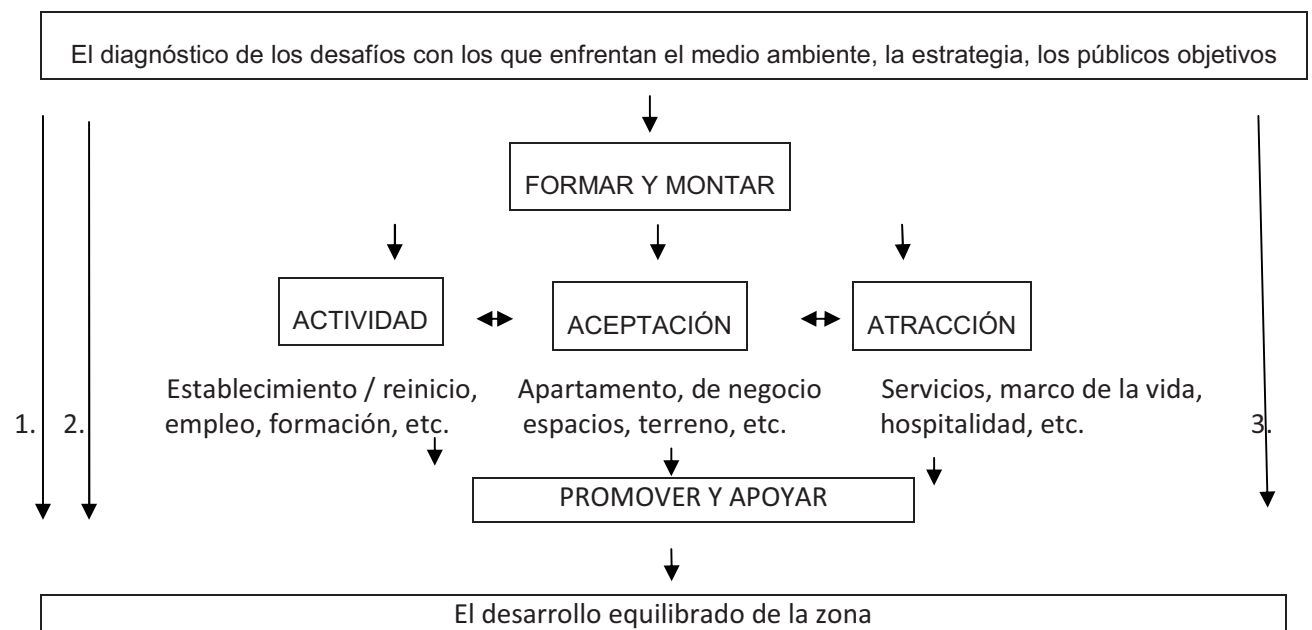 El diagnóstico de los desafíos con los que enfrentan el medio ambiente, la estrategia, los públicos objetivos
FORMAR Y MONTAR
ACTIVIDAD
ACEPTACIÓN
ATRACCIÓN
Establecimiento / reinicio,
empleo, formación, etc.
Apartamento, de negocio
espacios, terreno, etc.
Servicios, marco de la vida,
hospitalidad, etc.
1.
2.
3.
PROMOVER Y APOYAR
El desarrollo equilibrado de la zona